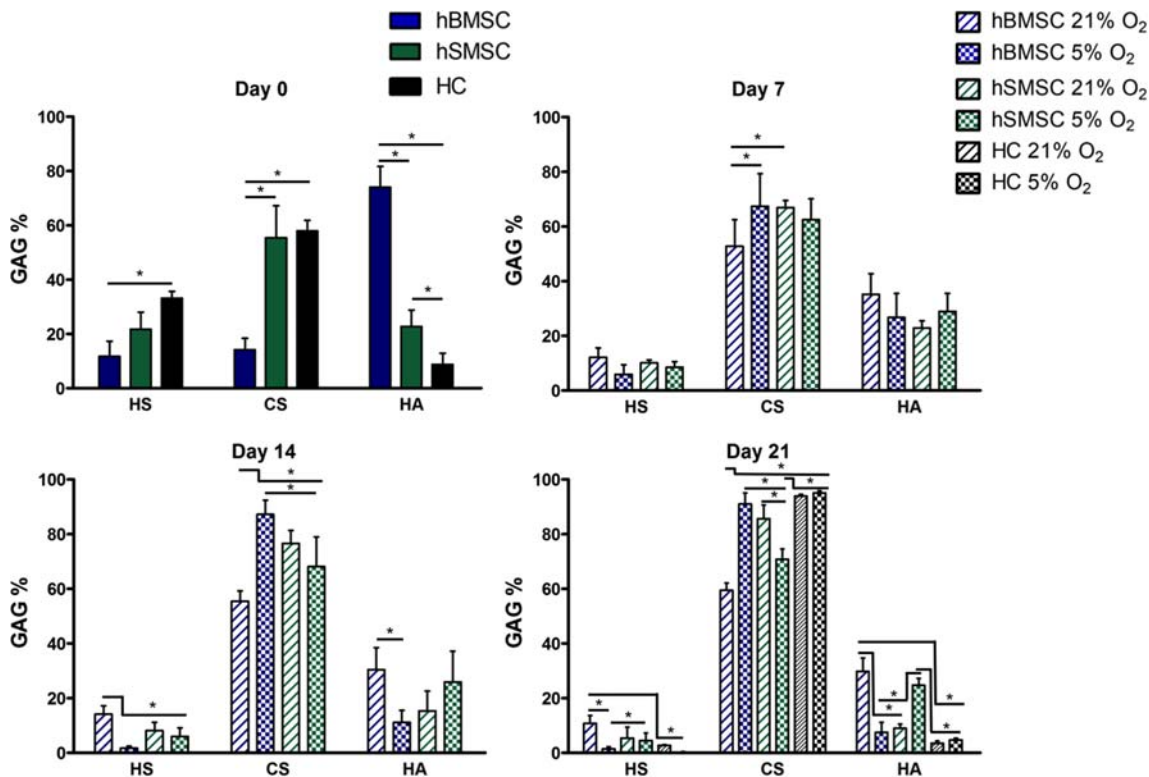 hBMSC
hSMSC
HC
hBMSC 21% O₂
hBMSC 5% O₂
hSMSC 21% O₂
hSMSC 5% O₂
HC 21% O₂
HC 5% O₂
Day 0
GAG %
100
80
60
40
20
0
* * * * * *
HS CS HA
Day 7
GAG %
100
80
60
40
20
0
* *
HS CS HA
Day 14
GAG %
100
80
60
40
20
0
* * * *
HS CS HA
Day 21
GAG %
100
80
60
40
20
0
* * * * * * * * * * *
HS CS HA